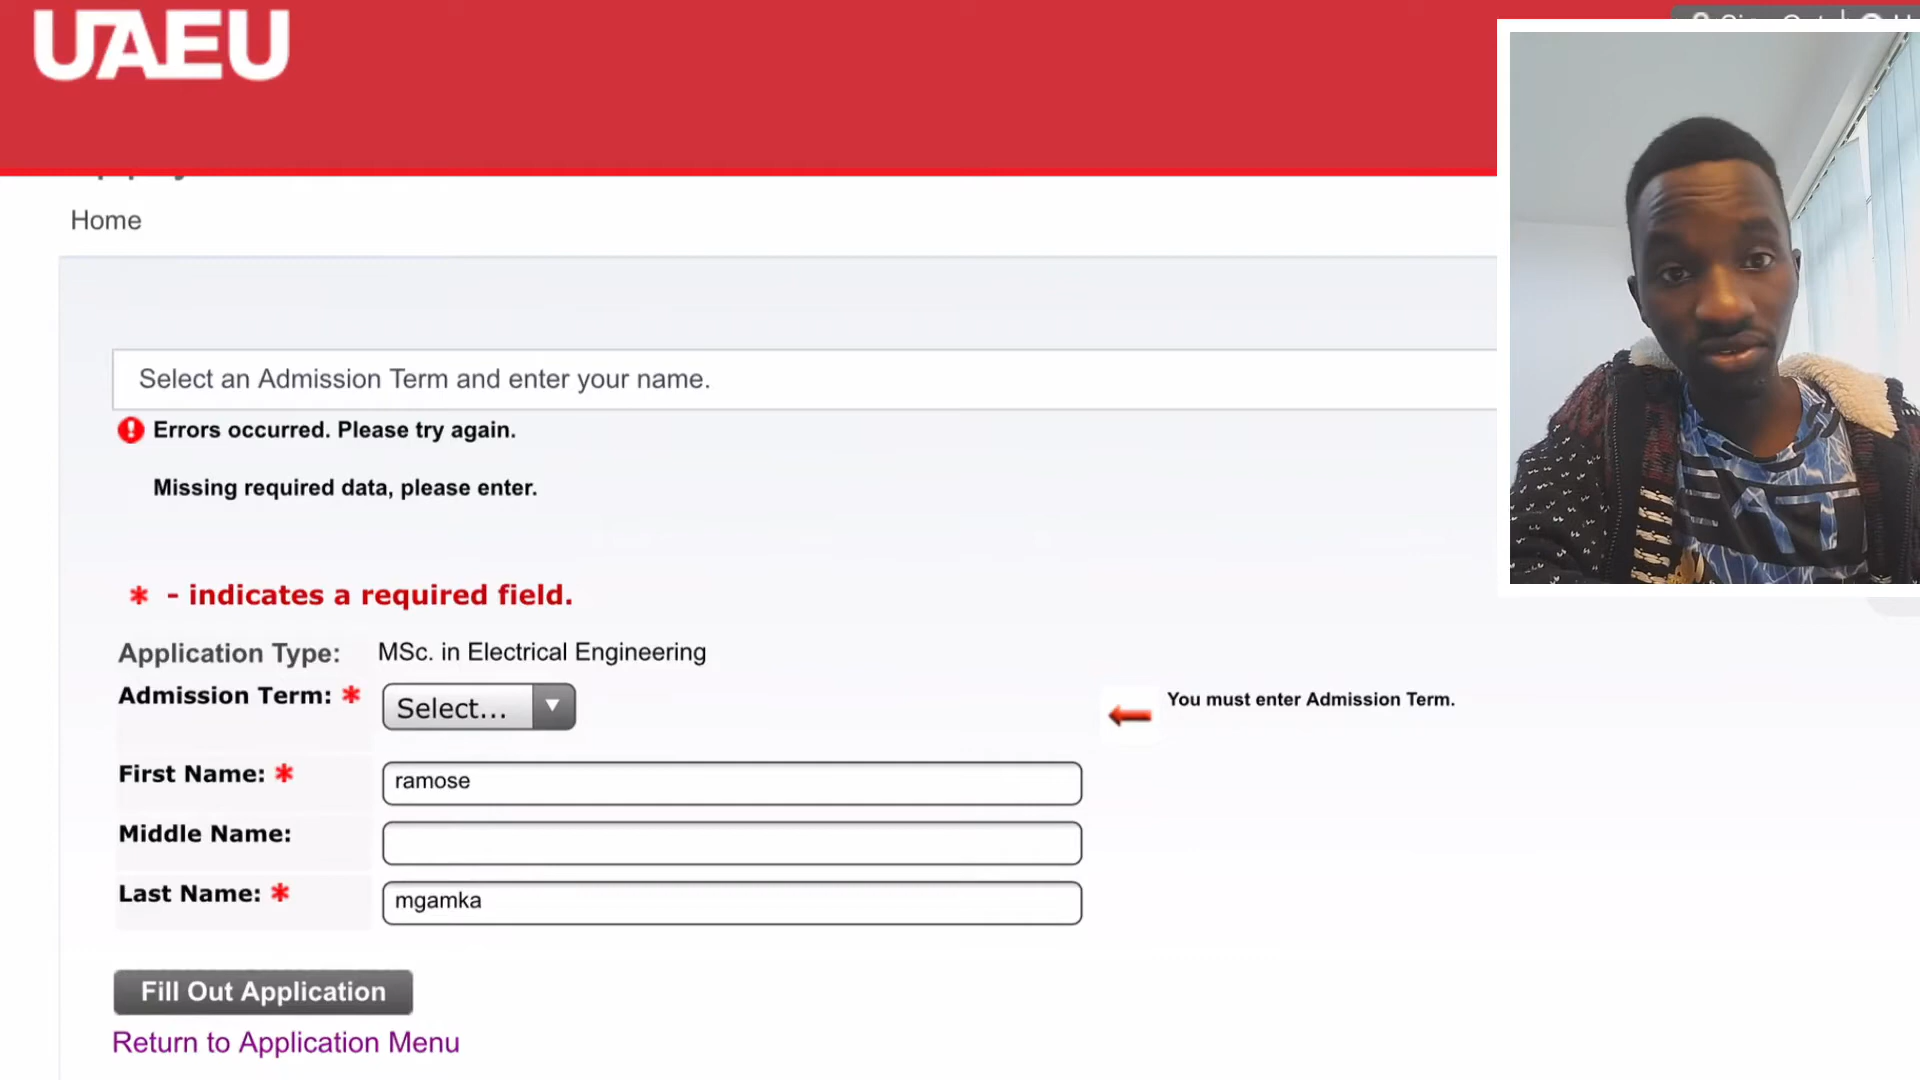 UAEU
Home
Select an Admission Term and enter your name.
Errors occurred. Please try again.
Missing required data, please enter.
* - indicates a required field.
Application Type: MSc. in Electrical Engineering
Admission Term: * Select... You must enter Admission Term.
First Name: * ramose
Middle Name:
Last Name: * mgamka
Fill Out Application
Return to Application Menu